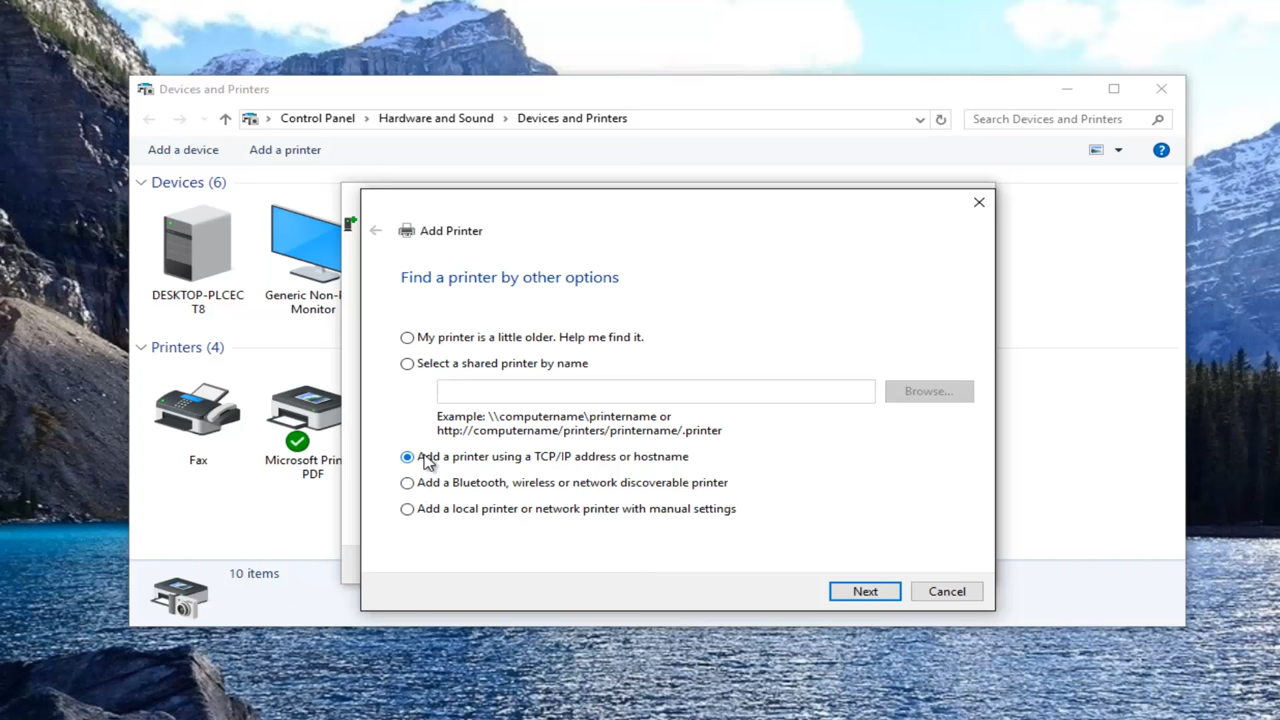 Devices and Printers
Control Panel > Hardware and Sound > Devices and Printers
Search Devices and Printers
Add a device
Add a printer
Devices (6)
DESKTOP-PLCEC
T8
Generic Non-
Monitor
Printers (4)
Fax
Microsoft Prin
PDF
10 items
Add Printer
Find a printer by other options
My printer is a little older. Help me find it.
Select a shared printer by name
Browse...
Example: \\computername\printername or
http://computername/printers/printername/.printer
Add a printer using a TCP/IP address or hostname
Add a Bluetooth, wireless or network discoverable printer
Add a local printer or network printer with manual settings
Next
Cancel